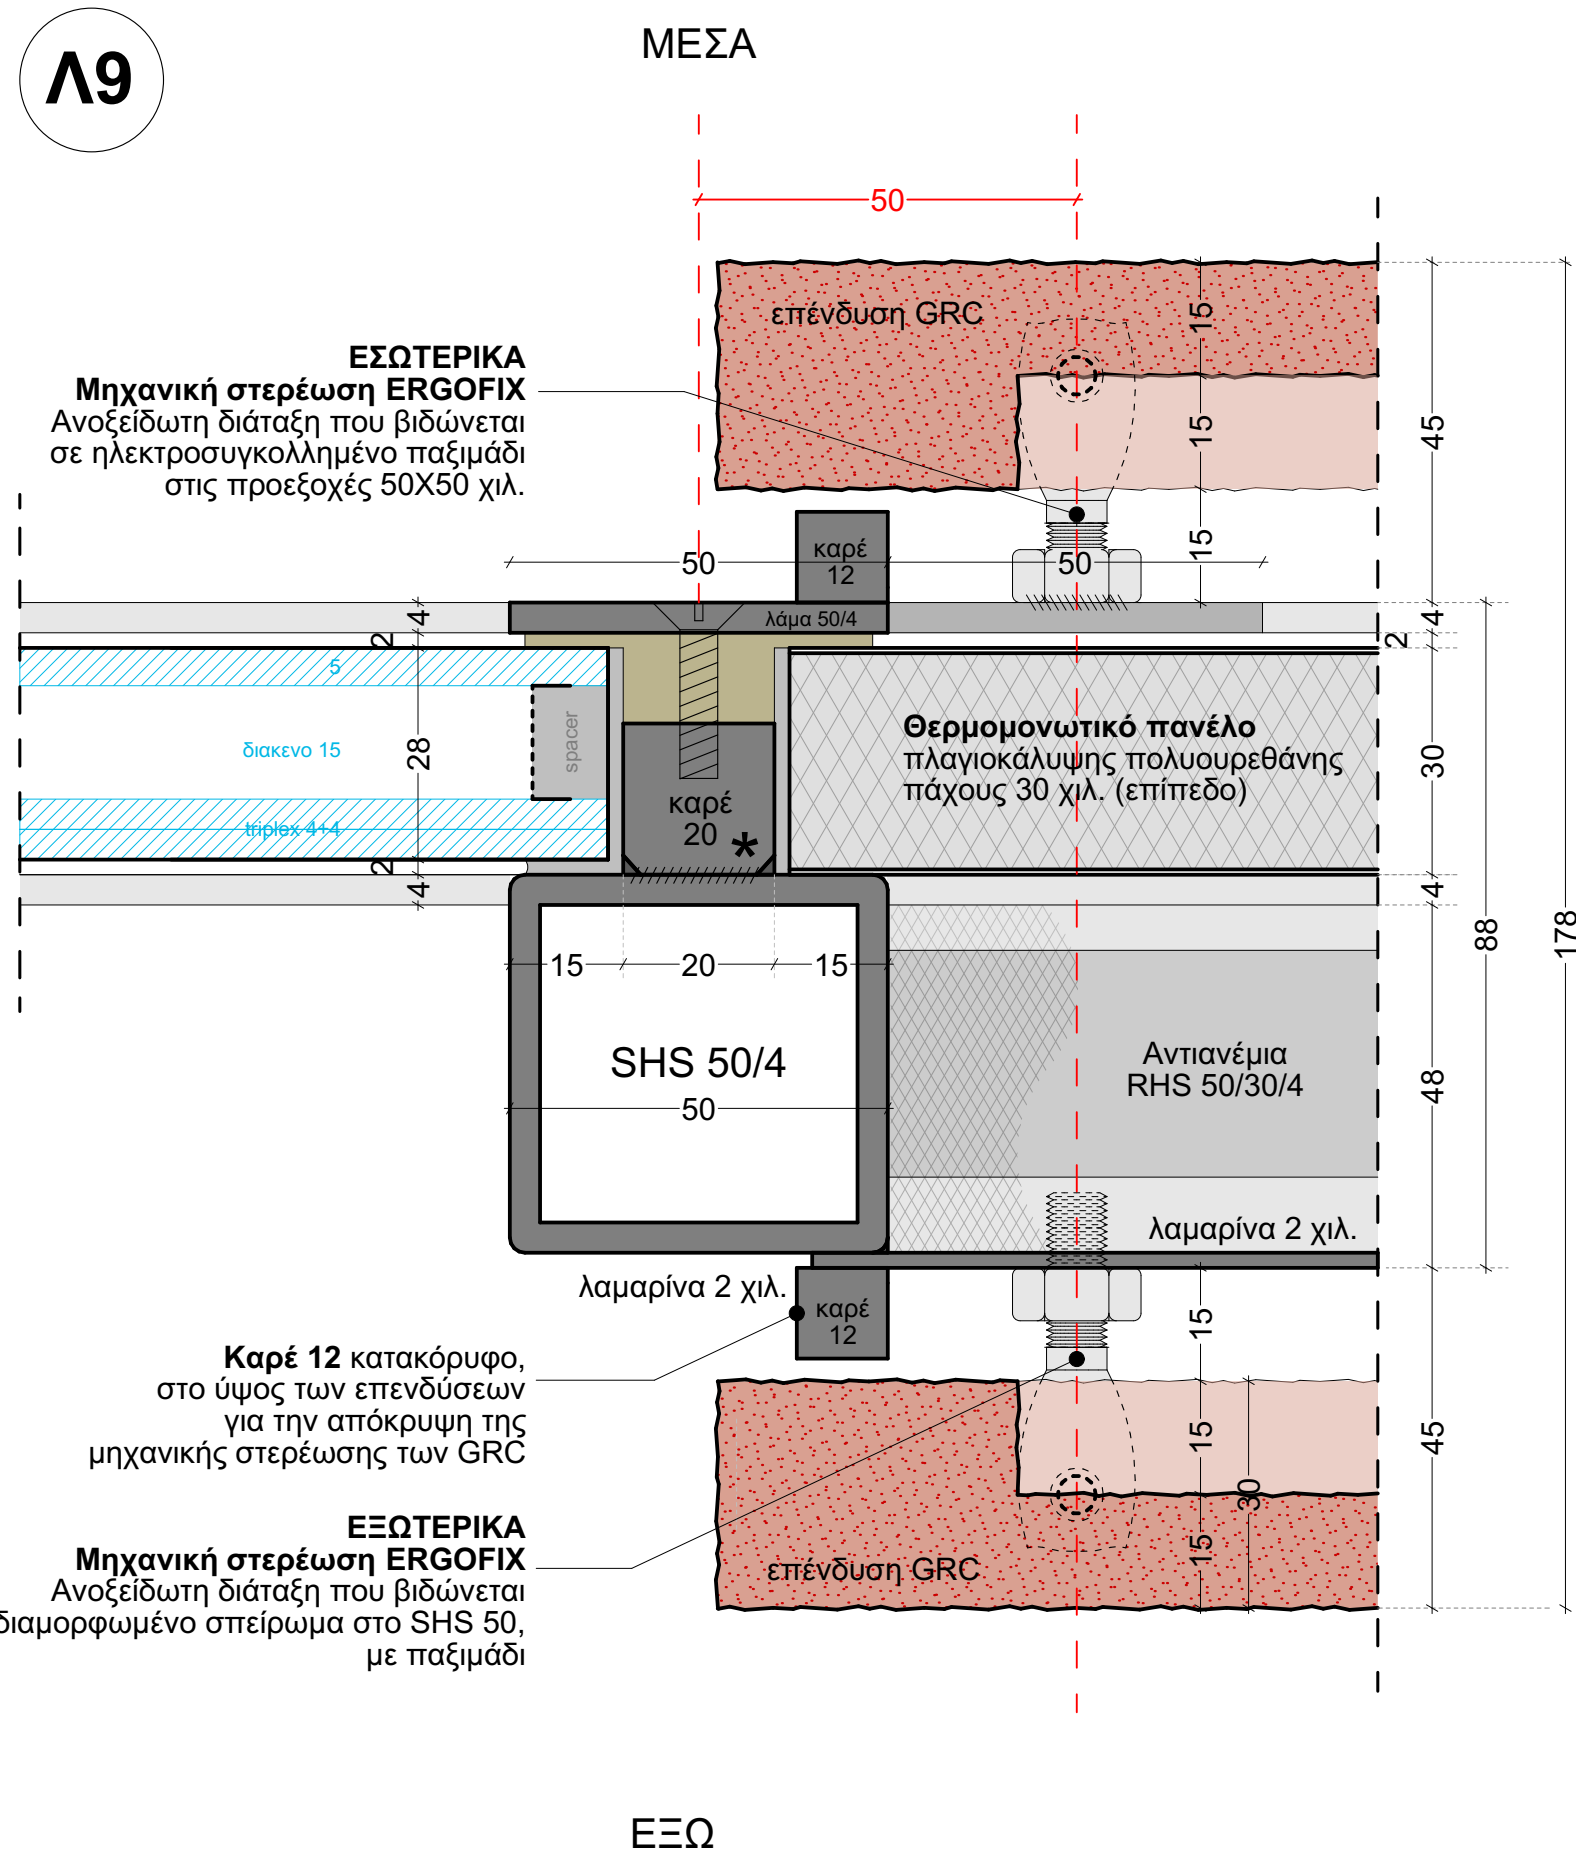 Λ9
ΜΕΣΑ
50
επένδυση GRC
15
ΕΣΩΤΕΡΙΚΑ
Μηχανική στερέωση ERGOFIX
Ανοξείδωτη διάταξη που βιδώνεται
σε ηλεκτροσυγκολλημένο παξιμάδι
στις προεξοχές 50X50 χιλ.
15
45
καρέ
12
50
50
15
λάμα 50/4
4
4
2
2
5
spacer
διακενο 15
28
Θερμομονωτικό πανέλο
πλαγιοκάλυψης πολυουρεθάνης
πάχους 30 χιλ. (επίπεδο)
30
καρέ
20
*
triplex 4+4
2
4
4
88
178
15
20
15
SHS 50/4
50
Αντιανέμια
RHS 50/30/4
48
λαμαρίνα 2 χιλ.
λαμαρίνα 2 χιλ.
καρέ
12
15
Καρέ 12 κατακόρυφο,
στο ύψος των επενδύσεων
για την απόκρυψη της
μηχανικής στερέωσης των GRC
15
45
30
15
επένδυση GRC
ΕΞΩΤΕΡΙΚΑ
Μηχανική στερέωση ERGOFIX
Ανοξείδωτη διάταξη που βιδώνεται
διαμορφωμένο σπείρωμα στο SHS 50,
με παξιμάδι
ΕΞΩ